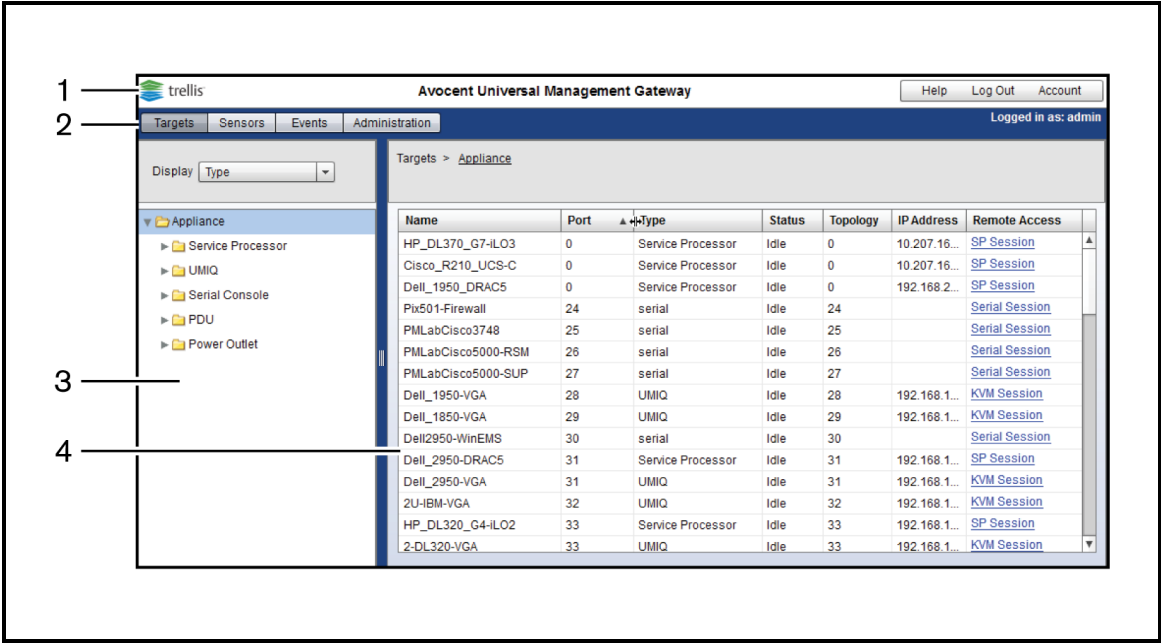 1
trellis
Avocent Universal Management Gateway
Help Log Out Account
2
Targets Sensors Events Administration
Logged in as: admin
Display Type
Targets > Appliance
Appliance
Service Processor
UMIQ
Serial Console
PDU
Power Outlet
3
4
Name Port Type Status Topology IP Address Remote Access
HP_DL370_G7-iLO3 0 Service Processor Idle 0 10.207.16... SP Session
Cisco_R210_UCS-C 0 Service Processor Idle 0 10.207.16... SP Session
Dell_1950_DRAC5 0 Service Processor Idle 0 192.168.2... SP Session
Pix501-Firewall 24 serial Idle 24 Serial Session
PMLabCisco3748 25 serial Idle 25 Serial Session
PMLabCisco5000-RSM 26 serial Idle 26 Serial Session
PMLabCisco5000-SUP 27 serial Idle 27 Serial Session
Dell_1950-VGA 28 UMIQ Idle 28 192.168.1... KVM Session
Dell_1850-VGA 29 UMIQ Idle 29 192.168.1... KVM Session
Dell2950-WinEMS 30 serial Idle 30 Serial Session
Dell_2950-DRAC5 31 Service Processor Idle 31 192.168.1... SP Session
Dell_2950-VGA 31 UMIQ Idle 31 192.168.1... KVM Session
2U-IBM-VGA 32 UMIQ Idle 32 192.168.1... KVM Session
HP_DL320_G4-iLO2 33 Service Processor Idle 33 192.168.1... SP Session
2-DL320-VGA 33 UMIQ Idle 33 192.168.1... KVM Session